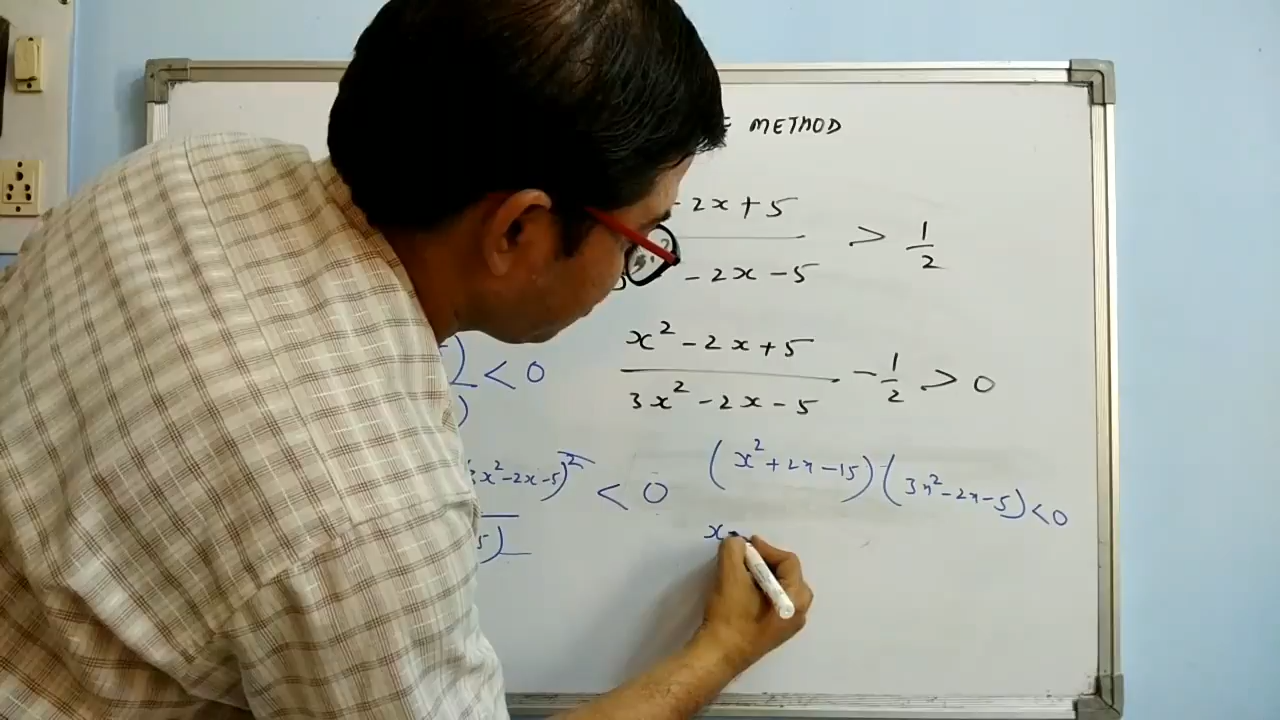 METHOD
- 2x + 5
> 1/2
- 2x - 5
x² - 2x + 5
- 1/2 > 0
3x² - 2x - 5
< 0
)
(x² + 2x - 15) (3x² - 2x - 5) < 0
3x² - 2x - 5)² < 0
5)
x